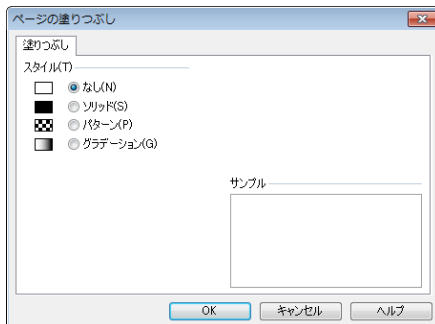 ページの塗りつぶし
塗りつぶし
スタイル(T)
なし(N)
ソリッド(S)
パターン(P)
グラデーション(G)
サンプル
OK
キャンセル
ヘルプ